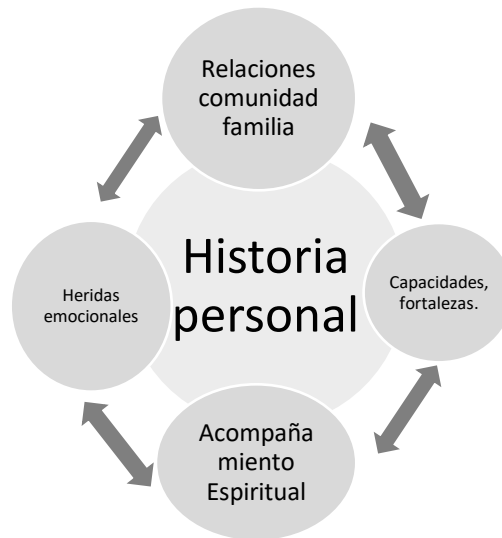 Relaciones
comunidad
familia
Historia
personal
Heridas
emocionales
Capacidades,
fortalezas.
Acompaña
miento
Espiritual